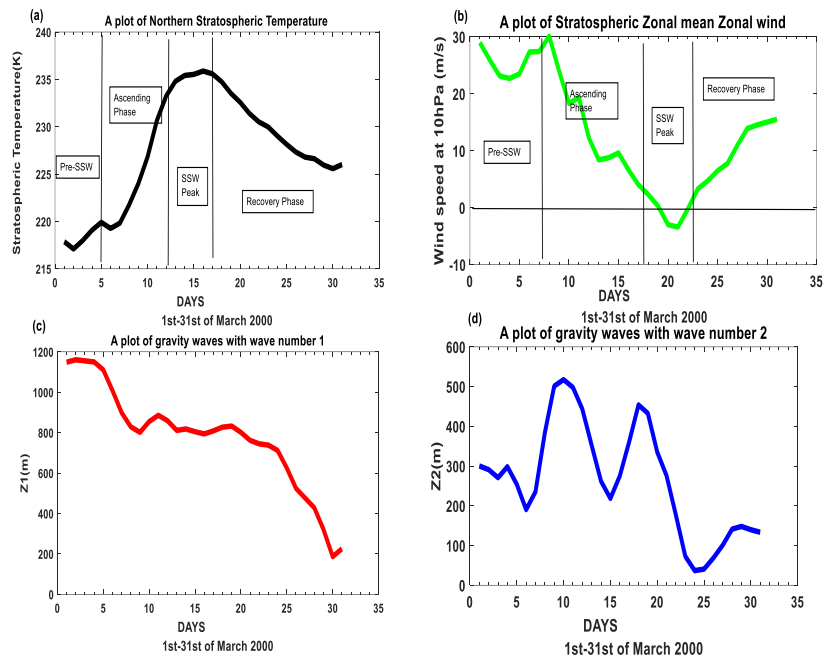 (a)
A plot of Northern Stratospheric Temperature
Stratospheric Temperature(K)
240
235
230
225
220
215
Pre-SSW
Ascending
Phase
SSW
Peak
Recovery Phase
0 5 10 15 20 25 30 35
DAYS
1st-31st of March 2000
(b)
A plot of Stratospheric Zonal mean Zonal wind
Wind speed at 10hPa (m/s)
30
20
10
0
-10
Pre-SSW
Ascending
Phase
SSW
Peak
Recovery Phase
0 5 10 15 20 25 30 35
DAYS
1st-31st of March 2000
(c)
A plot of gravity waves with wave number 1
Z1(m)
1200
1000
800
600
400
200
0
0 5 10 15 20 25 30 35
DAYS
1st-31st of March 2000
(d)
A plot of gravity waves with wave number 2
Z2(m)
600
500
400
300
200
100
0
0 5 10 15 20 25 30 35
DAYS
1st-31st of March 2000